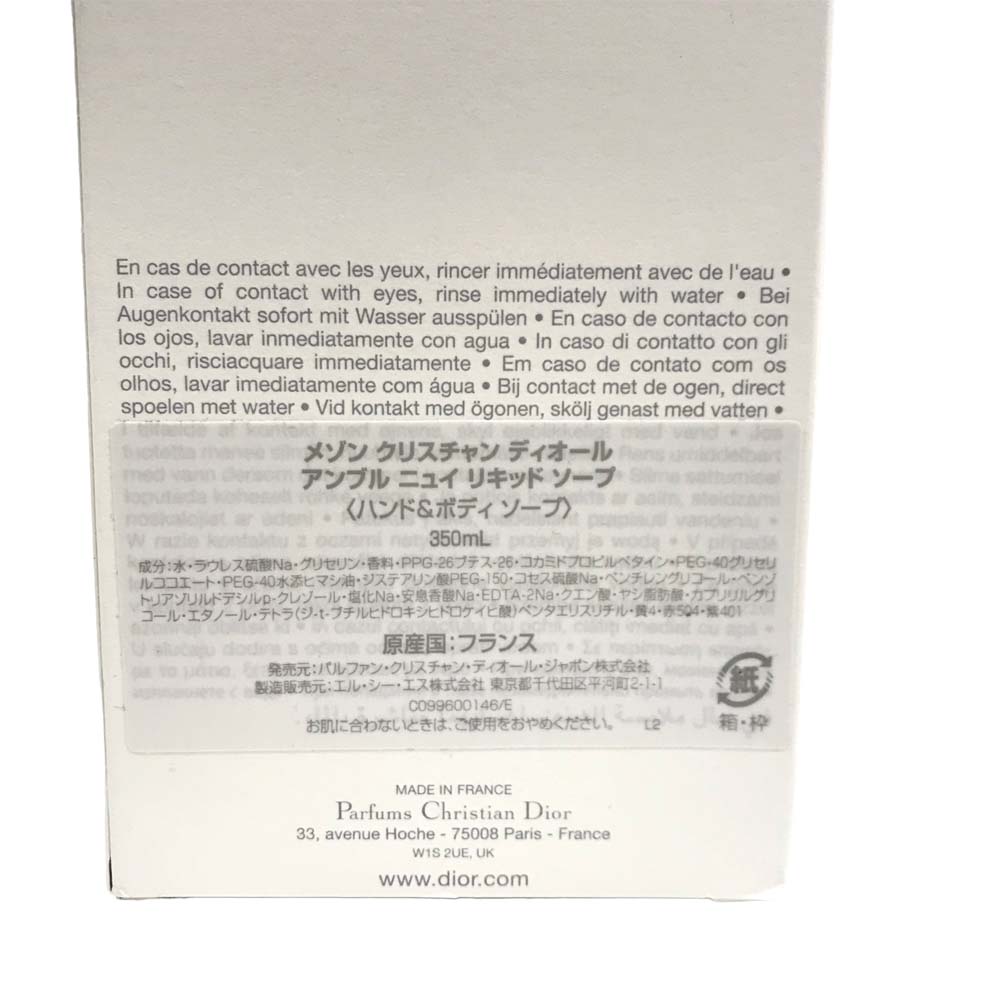 En cas de contact avec les yeux, rincer immédiatement avec de l'eau •
In case of contact with eyes, rinse immediately with water • Bei
Augenkontakt sofort mit Wasser ausspülen • En caso de contacto con
los ojos, lavar inmediatamente con agua • In caso di contatto con gli
occhi, risciacquare immediatamente • Em caso de contato com os
olhos, lavar imediatamente com água • Bij contact met de ogen, direct
spoelen met water • Vid kontakt med ögonen, skölj genast med vatten •
メゾン クリスチャン ディオール
アンブル ニュイ リキッド ソープ
〈ハンド&ボディ ソープ〉
350mL
成分:水・ラウレス硫酸Na・グリセリン・香料・PPG-26ブテス-26・コカミドプロピルベタイン・PEG-40グリセリ
ルココエート・PEG-40水添ヒマシ油・ジステアリン酸PEG-150・コセス硫酸Na・ペンチレングリコール・ベンゾ
トリアゾリルドデシルp-クレゾール・塩化Na・安息香酸Na・EDTA-2Na・クエン酸・ヤシ脂肪酸・カプリリルグリ
コール・エタノール・テトラ(ジ-t-ブチルヒドロキシヒドロケイヒ酸)ペンタエリスリチル・黄4・赤504・紫401
原産国:フランス
発売元:パルファン・クリスチャン・ディオール・ジャポン株式会社
製造販売元:エル・シー・エス株式会社 東京都千代田区平河町2-1-1
C099600146/E
お肌に合わないときは、ご使用をおやめください。 L2
紙
箱・枠
MADE IN FRANCE
Parfums Christian Dior
33, avenue Hoche - 75008 Paris - France
W1S 2UE, UK
www.dior.com